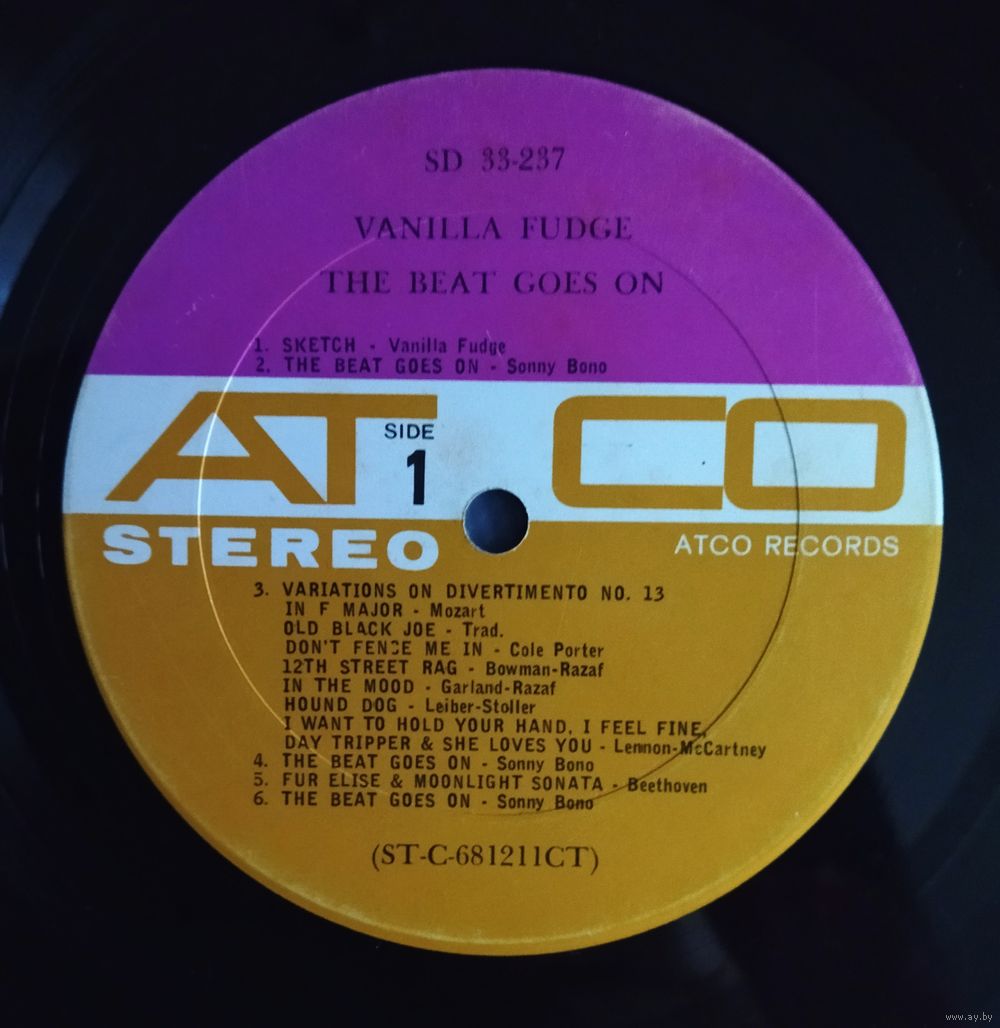 SD 33-237
VANILLA FUDGE
THE BEAT GOES ON
1. SKETCH - Vanilla Fudge
2. THE BEAT GOES ON - Sonny Bono
ATCO
SIDE
1
STEREO
ATCO RECORDS
3. VARIATIONS ON DIVERTIMENTO NO. 13
IN F MAJOR - Mozart
OLD BLACK JOE - Trad.
DON'T FENCE ME IN - Cole Porter
12TH STREET RAG - Bowman-Razaf
IN THE MOOD - Garland-Razaf
HOUND DOG - Leiber-Stoller
I WANT TO HOLD YOUR HAND, I FEEL FINE,
DAY TRIPPER & SHE LOVES YOU - Lennon-McCartney
4. THE BEAT GOES ON - Sonny Bono
5. FUR ELISE & MOONLIGHT SONATA - Beethoven
6. THE BEAT GOES ON - Sonny Bono
(ST-C-681211CT)
www.ay.by